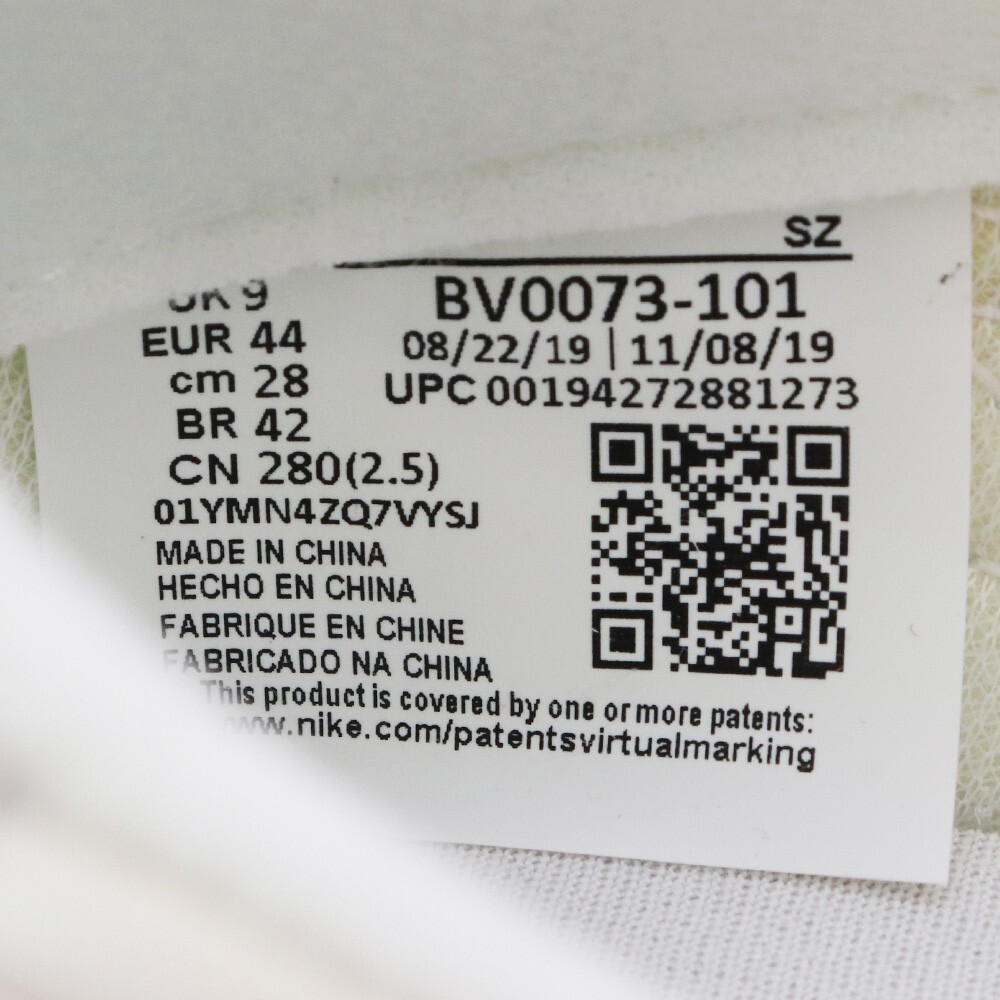 SZ
UK 9
BV0073-101
EUR 44
08/22/19 | 11/08/19
cm 28
UPC 00194272881273
BR 42
CN 280(2.5)
01YMN4ZQ7VYSJ
MADE IN CHINA
HECHO EN CHINA
FABRIQUE EN CHINE
FABRICADO NA CHINA
This product is covered by one or more patents:
www.nike.com/patentsvirtualmarking